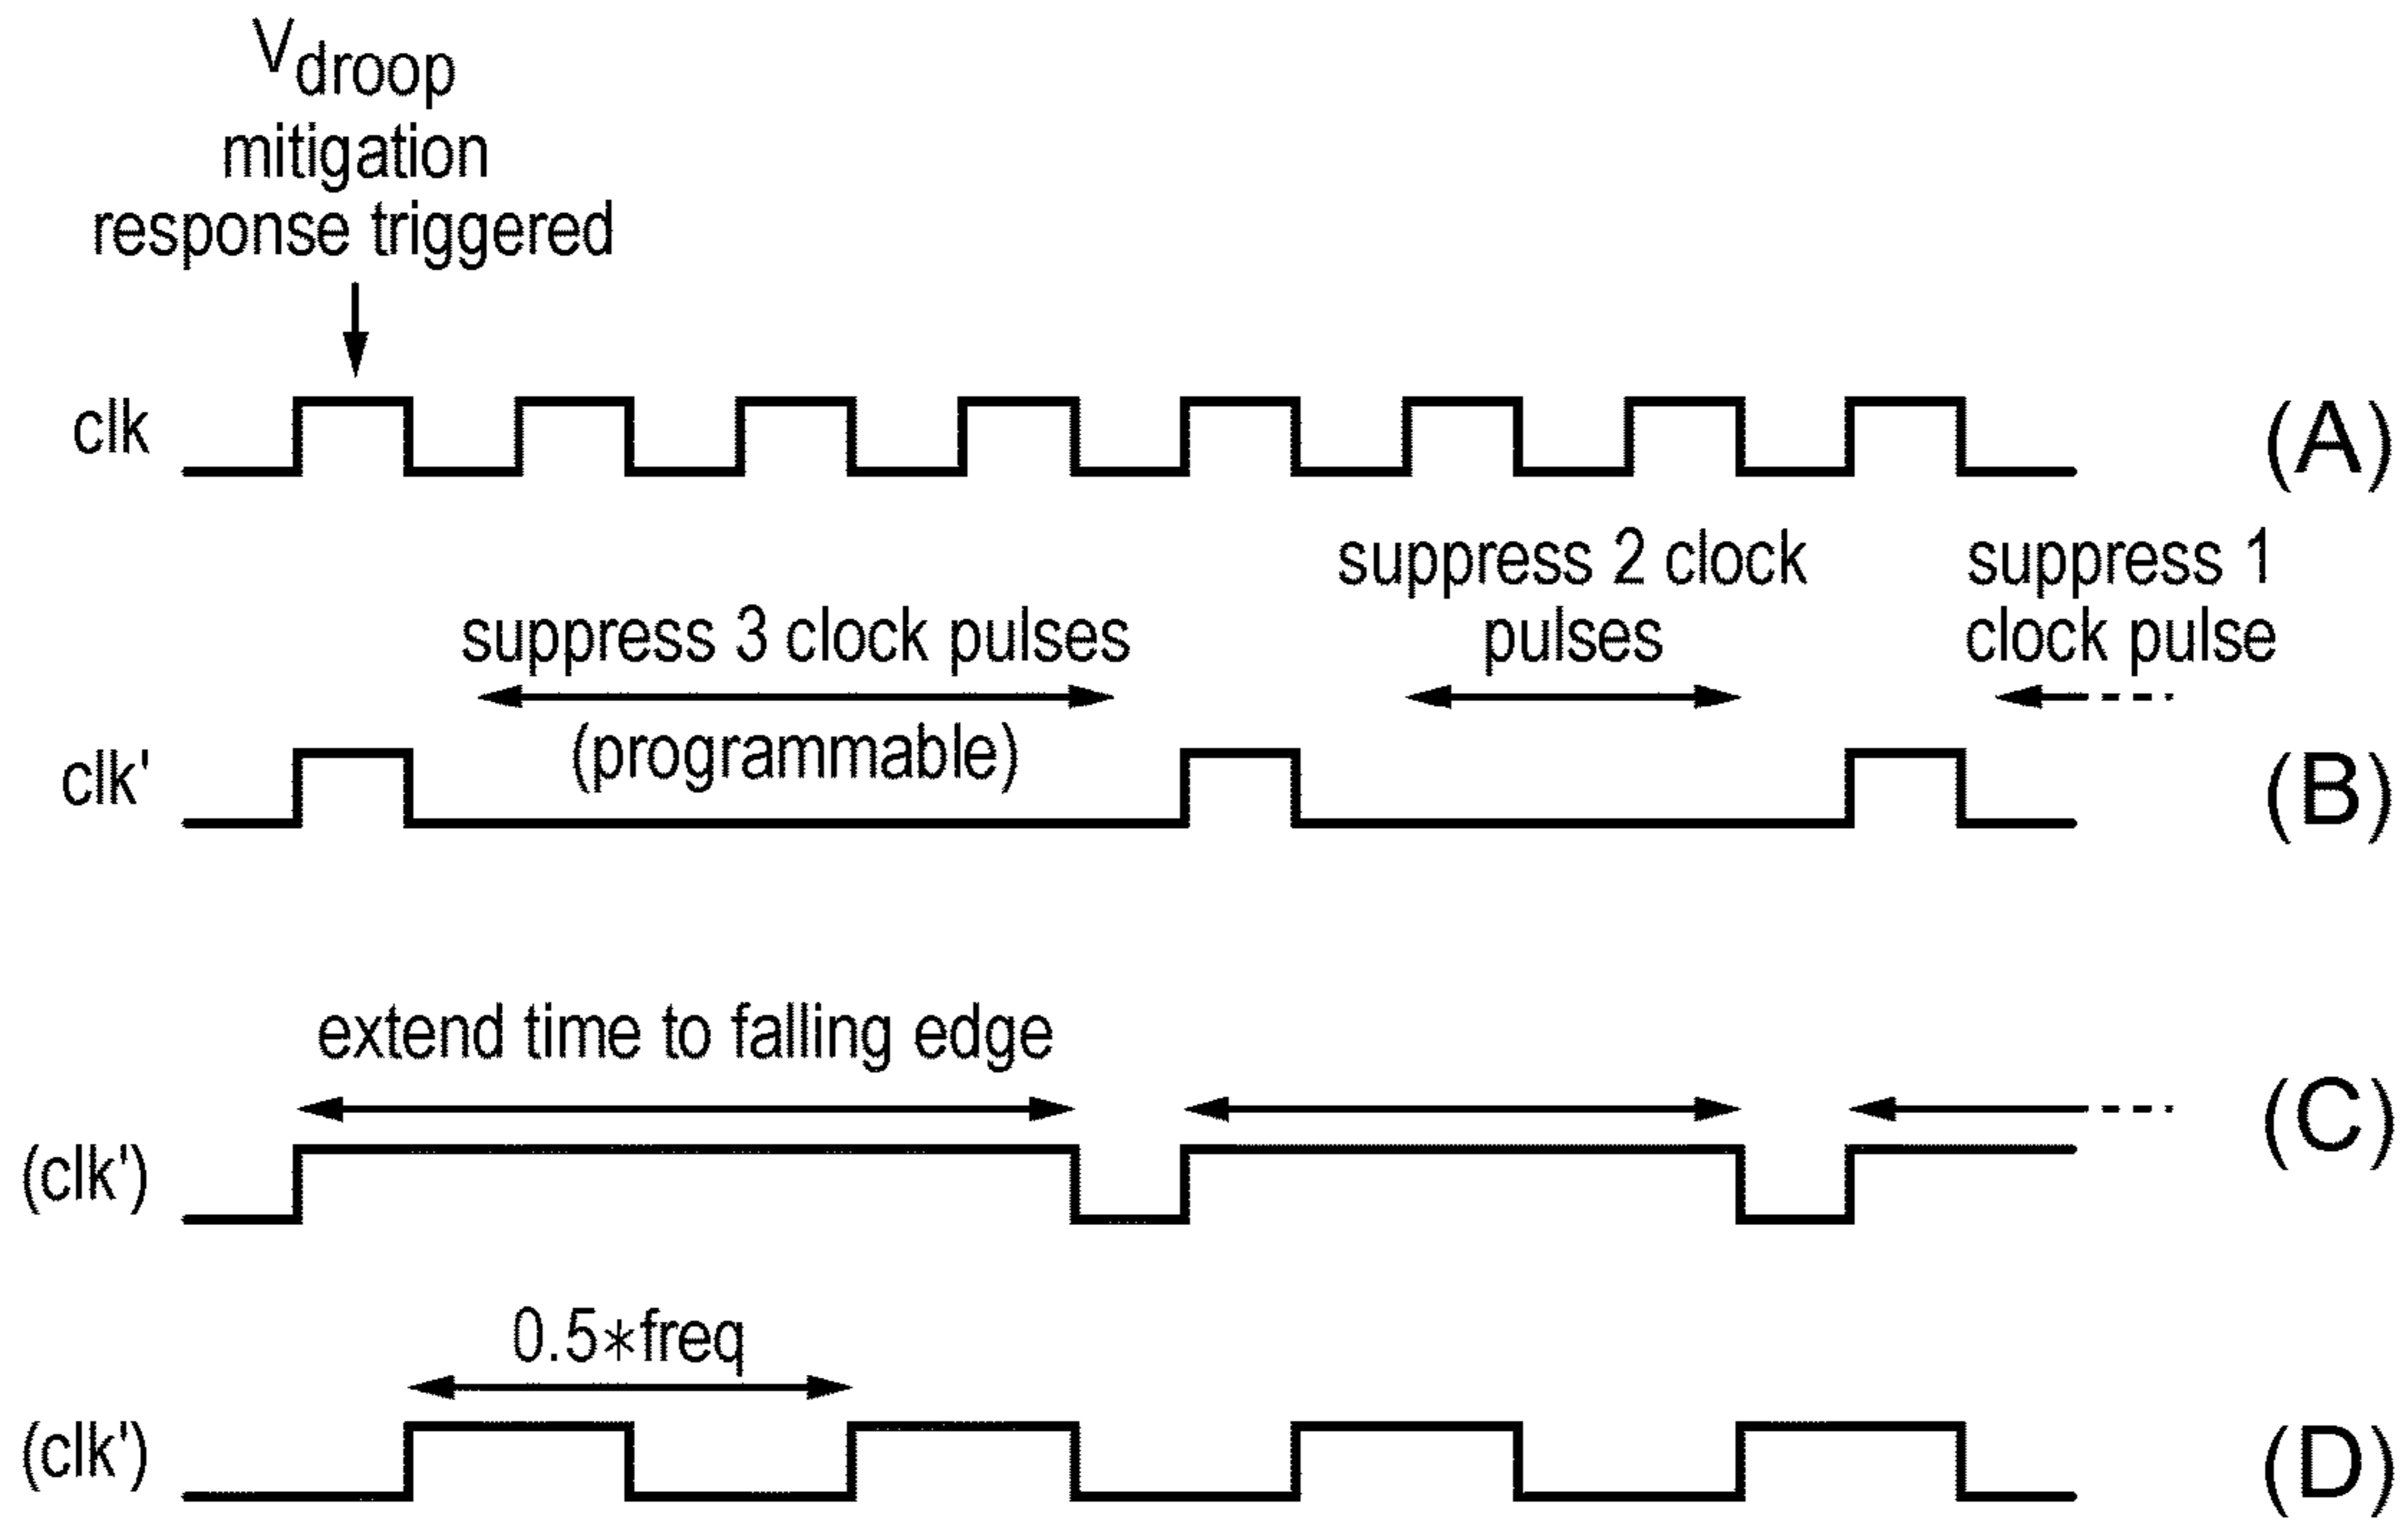 Vdroop
mitigation
response triggered
clk
(A)
suppress 2 clock
pulses
suppress 1
clock pulse
suppress 3 clock pulses
(programmable)
clk'
(B)
extend time to falling edge
(clk')
(C)
0.5*freq
(clk')
(D)